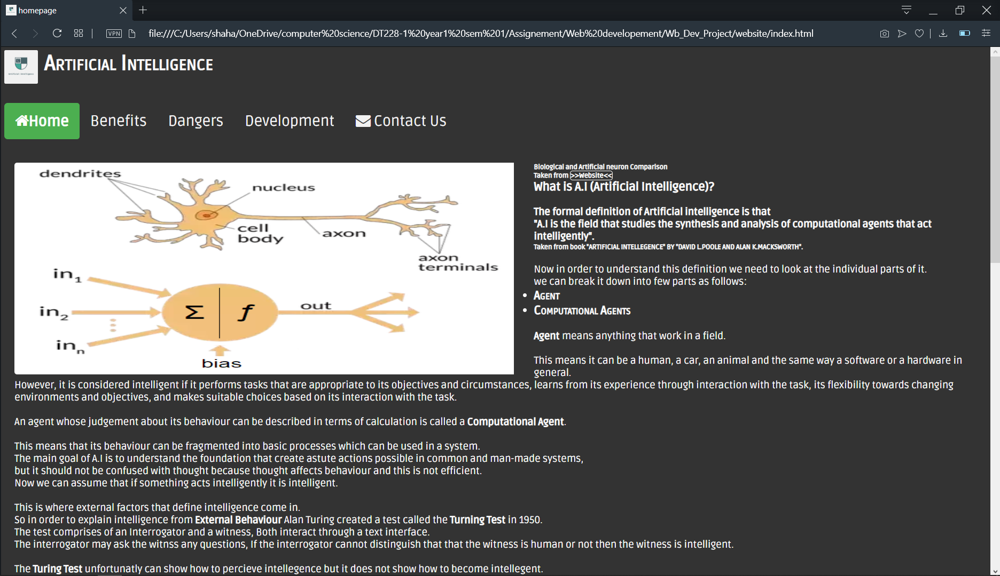 homepage
VPN
file:///C:/Users/shaha/OneDrive/computer%20science/DT228-1%20year1%20sem%201/Assignement/Web%20developement/Wb_Dev_Project/website/index.html
Artificial Intelligence
Artificial Intelligence
Home Benefits Dangers Development Contact Us
dendrites
nucleus
cell
body
axon
axon
terminals
in1
in2
inn
Σ f
out
bias
Biological and Artificial neuron Comparison
Taken from >>Website<<
What is A.I (Artificial Intelligence)?
The formal definition of Artificial intelligence is that
"A.I is the field that studies the synthesis and analysis of computational agents that act
intelligently".
Taken from book "ARTIFICIAL INTELLEGENCE" BY "DAVID L.POOLE AND ALAN K.MACKSWORTH".
Now in order to understand this definition we need to look at the individual parts of it.
we can break it down into few parts as follows:
• Agent
• Computational Agents
Agent means anything that work in a field.
This means it can be a human, a car, an animal and the same way a software or a hardware in
general.
However, it is considered intelligent if it performs tasks that are appropriate to its objectives and circumstances, learns from its experience through interaction with the task, its flexibility towards changing
environments and objectives, and makes suitable choices based on its interaction with the task.
An agent whose judgement about its behaviour can be described in terms of calculation is called a Computational Agent.
This means that its behaviour can be fragmented into basic processes which can be used in a system.
The main goal of A.I is to understand the foundation that create astute actions possible in common and man-made systems,
but it should not be confused with thought because thought affects behaviour and this is not efficient.
Now we can assume that if something acts intelligently it is intelligent.
This is where external factors that define intelligence come in.
So in order to explain intelligence from External Behaviour Alan Turing created a test called the Turning Test in 1950.
The test comprises of an Interrogator and a witness, Both interact through a text interface.
The interrogator may ask the witnss any questions, If the interrogator cannot distinguish that that the witness is human or not then the witness is intelligent.
The Turing Test unfortunatly can show how to percieve intellegence but it does not show how to become intellegent.